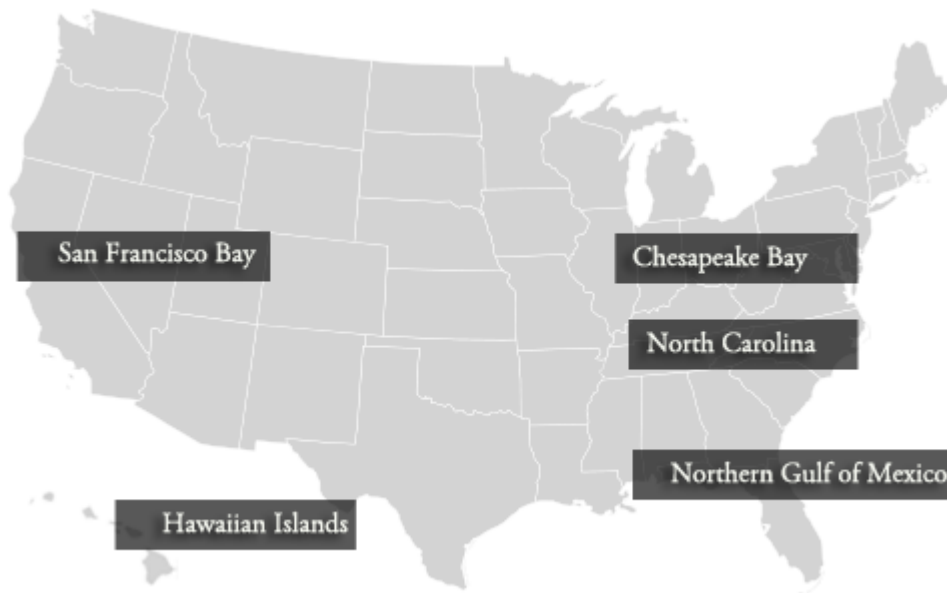 San Francisco Bay
Chesapeake Bay
North Carolina
Northern Gulf of Mexico
Hawaiian Islands